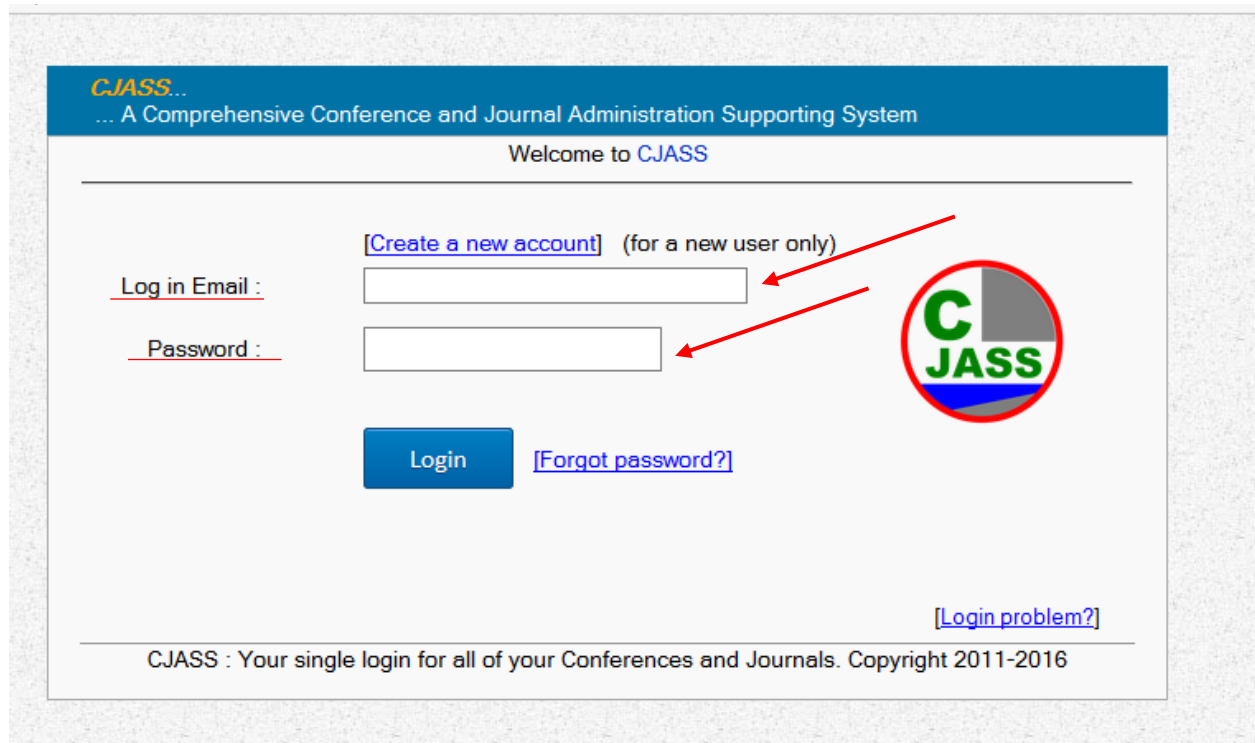 CJASS...
... A Comprehensive Conference and Journal Administration Supporting System
Welcome to CJASS
[Create a new account] (for a new user only)
Log in Email :
Password :
C
JASS
Login [Forgot password?]
[Login problem?]
CJASS : Your single login for all of your Conferences and Journals. Copyright 2011-2016